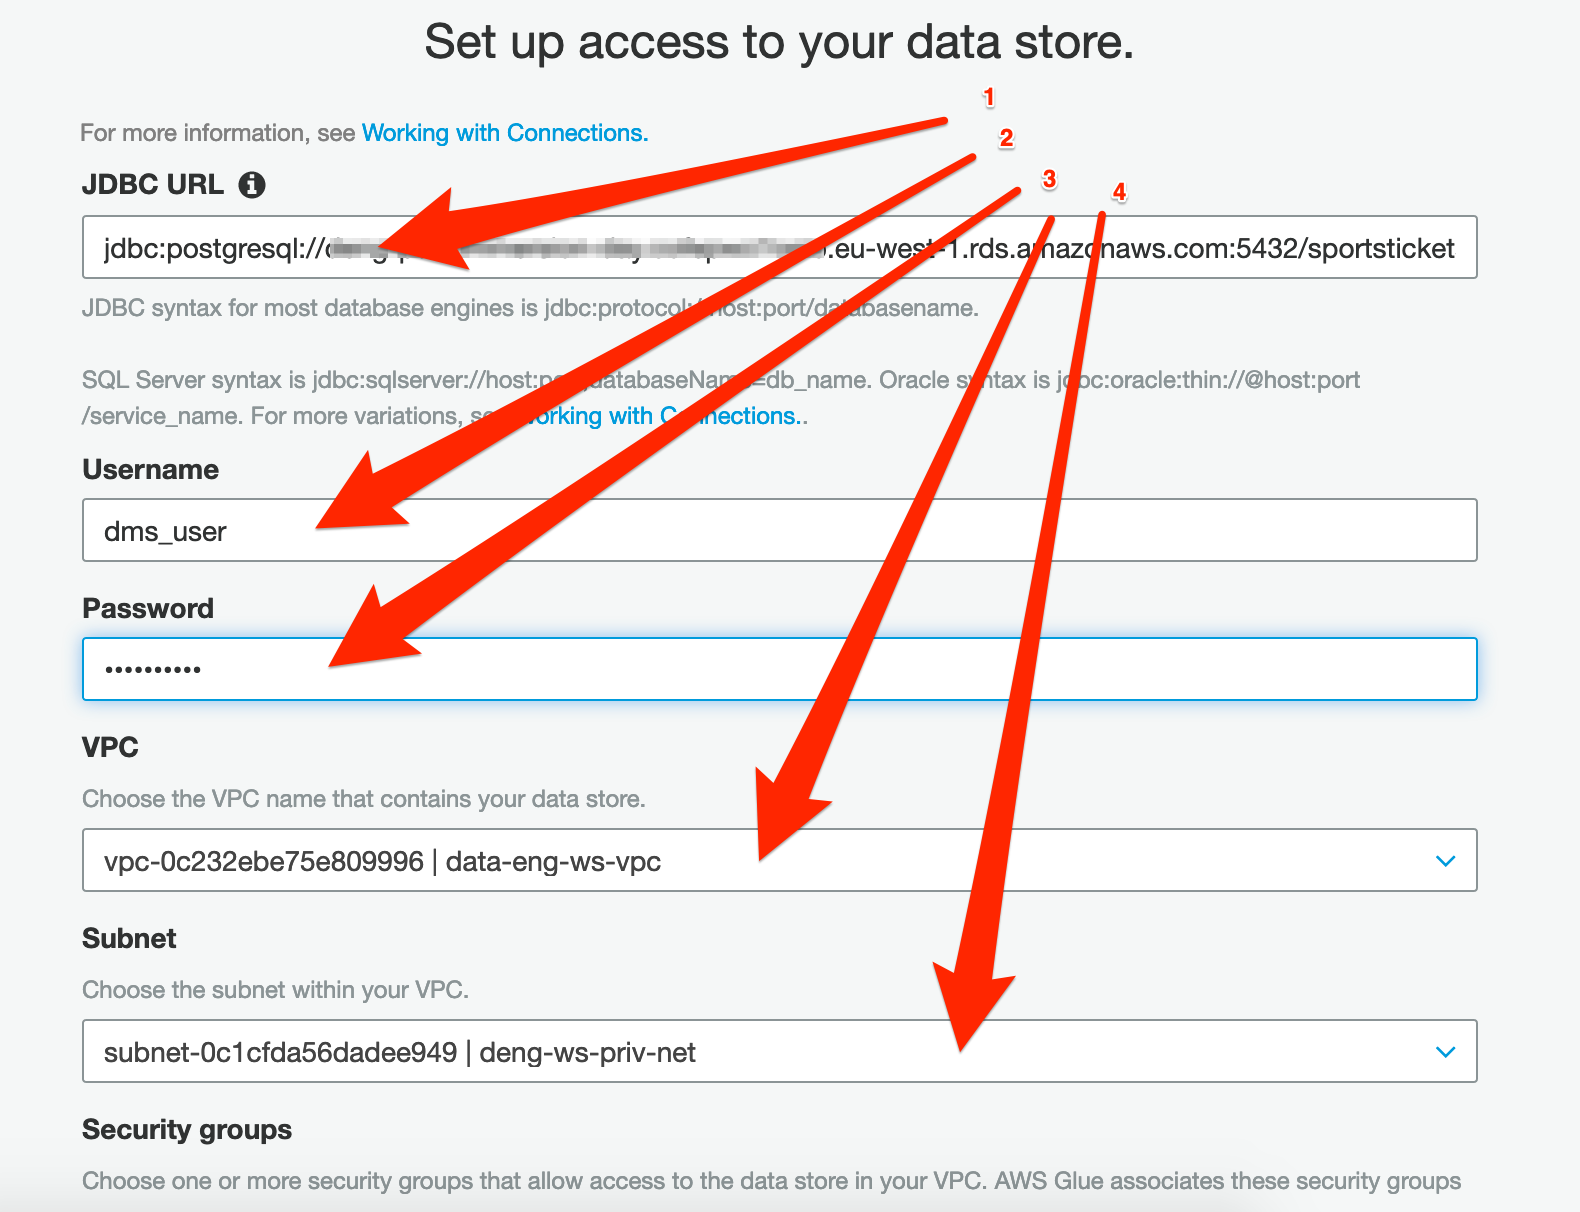 Set up access to your data store.
1
For more information, see Working with Connections.
2
3
JDBC URL
4
jdbc:postgresql:// .eu-west-1.rds.amazonaws.com:5432/sportsticket
JDBC syntax for most database engines is jdbc:protocol://host:port/databasename.
SQL Server syntax is jdbc:sqlserver://host:port;databaseName=db_name. Oracle syntax is jdbc:oracle:thin://@host:port
/service_name. For more variations, see Working with Connections..
Username
dms_user
Password
••••••••••
VPC
Choose the VPC name that contains your data store.
vpc-0c232ebe75e809996 | data-eng-ws-vpc
Subnet
Choose the subnet within your VPC.
subnet-0c1cfda56dadee949 | deng-ws-priv-net
Security groups
Choose one or more security groups that allow access to the data store in your VPC. AWS Glue associates these security groups